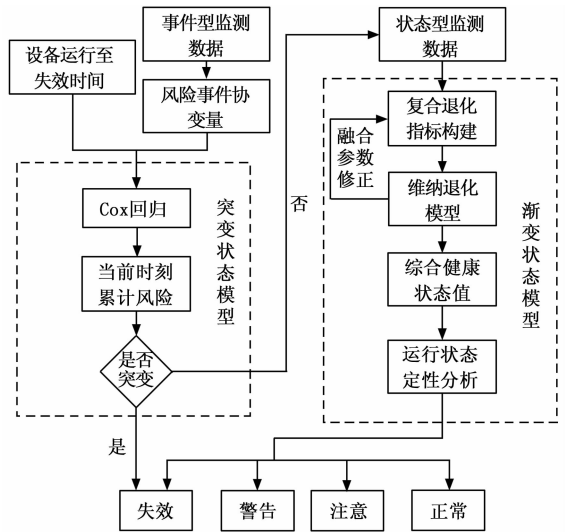 事件型监测
数据
状态型监测
数据
设备运行至
失效时间
风险事件协
变量
复合退化
指标构建
融合
参数
修正
维纳退化
模型
突变状态模型
Cox回归
否
渐变状态模型
当前时刻
累计风险
综合健康
状态值
是否
突变
运行状态
定性分析
是
失效
警告
注意
正常